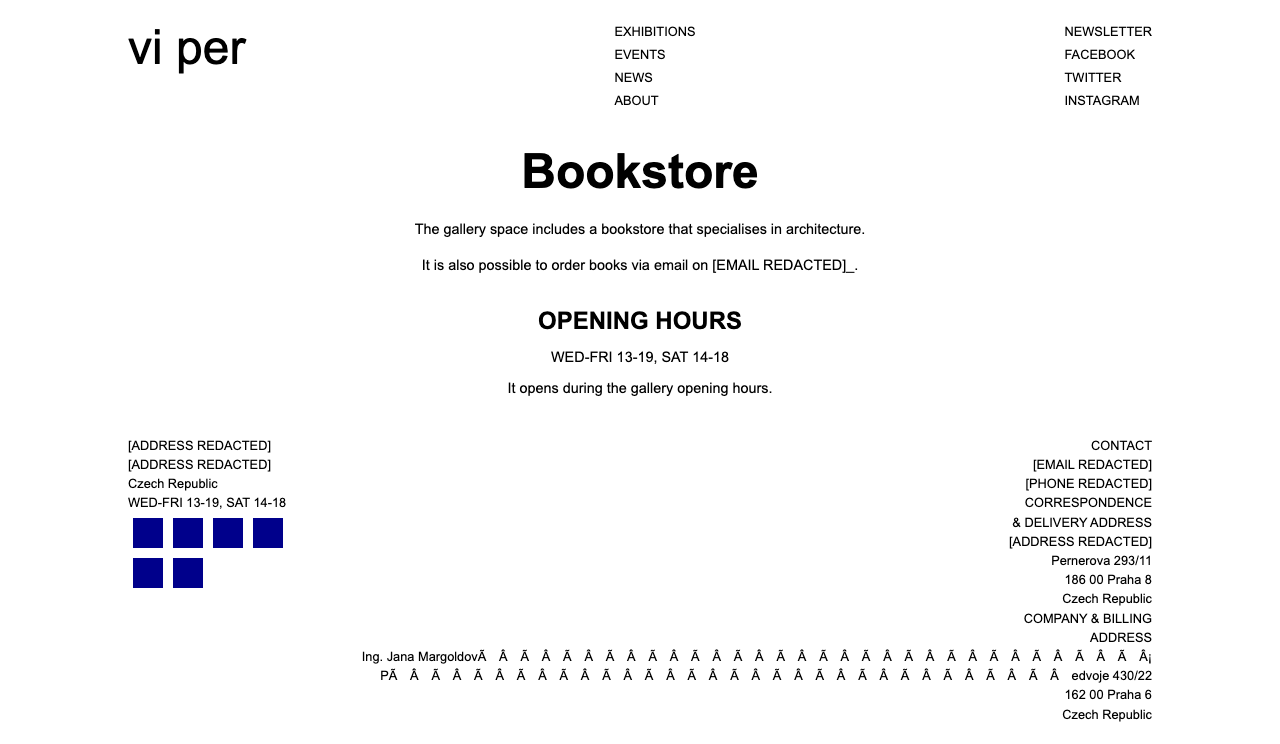 vi per
EXHIBITIONS
EVENTS
NEWS
ABOUT
NEWSLETTER
FACEBOOK
TWITTER
INSTAGRAM
Bookstore
The gallery space includes a bookstore that specialises in architecture.
It is also possible to order books via email on [EMAIL REDACTED]_.
OPENING HOURS
WED-FRI 13-19, SAT 14-18
It opens during the gallery opening hours.
[ADDRESS REDACTED]
[ADDRESS REDACTED]
Czech Republic
WED-FRI 13-19, SAT 14-18
CONTACT
[EMAIL REDACTED]
[PHONE REDACTED]
CORRESPONDENCE
& DELIVERY ADDRESS
[ADDRESS REDACTED]
Pernerova 293/11
186 00 Praha 8
Czech Republic
COMPANY & BILLING
ADDRESS
Ing. Jana MargoldovÃ Â Ã Â Ã Â Ã Â Ã Â Ã Â Ã Â Ã Â Ã Â Ã Â Ã Â Ã Â Ã Â Ã Â Ã Â Ã Â¡
PÃ Â Ã Â Ã Â Ã Â Ã Â Ã Â Ã Â Ã Â Ã Â Ã Â Ã Â Ã Â Ã Â Ã Â Ã Â Ã Â edvoje 430/22
162 00 Praha 6
Czech Republic